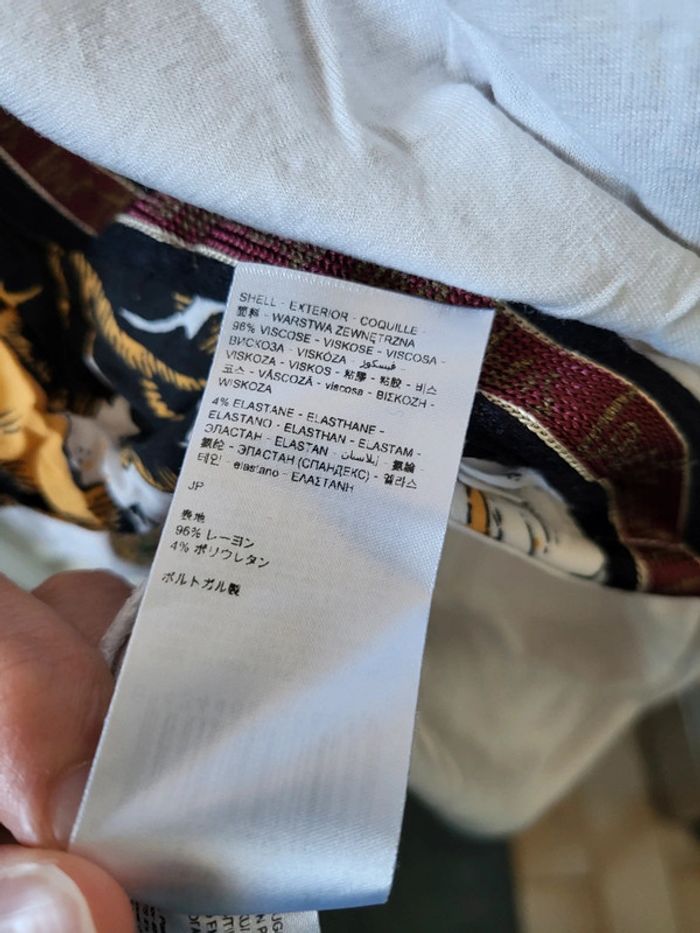 SHELL - EXTERIOR - COQUILLE -
面料 - WARSTWA ZEWNĘTRZNA
96% VISCOSE - VISKOSE - VISCOSA -
ВИСКОЗА - VISKÓZA - فيسكوز -
VISKOZA - VISKOS - 粘膠 - 粘胶 - 비스
코스 - VÂSCOZĂ - viscosa - ΒΙΣΚΟΖΗ -
WISKOZA
4% ELASTANE - ELASTHANE -
ELASTANO - ELASTHAN - ELASTAM -
ЭЛАСТАН - ELASTAN - إيلاستان - 氨綸 -
氨纶 - ЭЛАСТАН (СПАНДЕКС) - 엘라스
테인 - elastano - ΕΛΑΣΤΑΝΗ
JP
表地
96% レーヨン
4% ポリウレタン
ポルトガル製